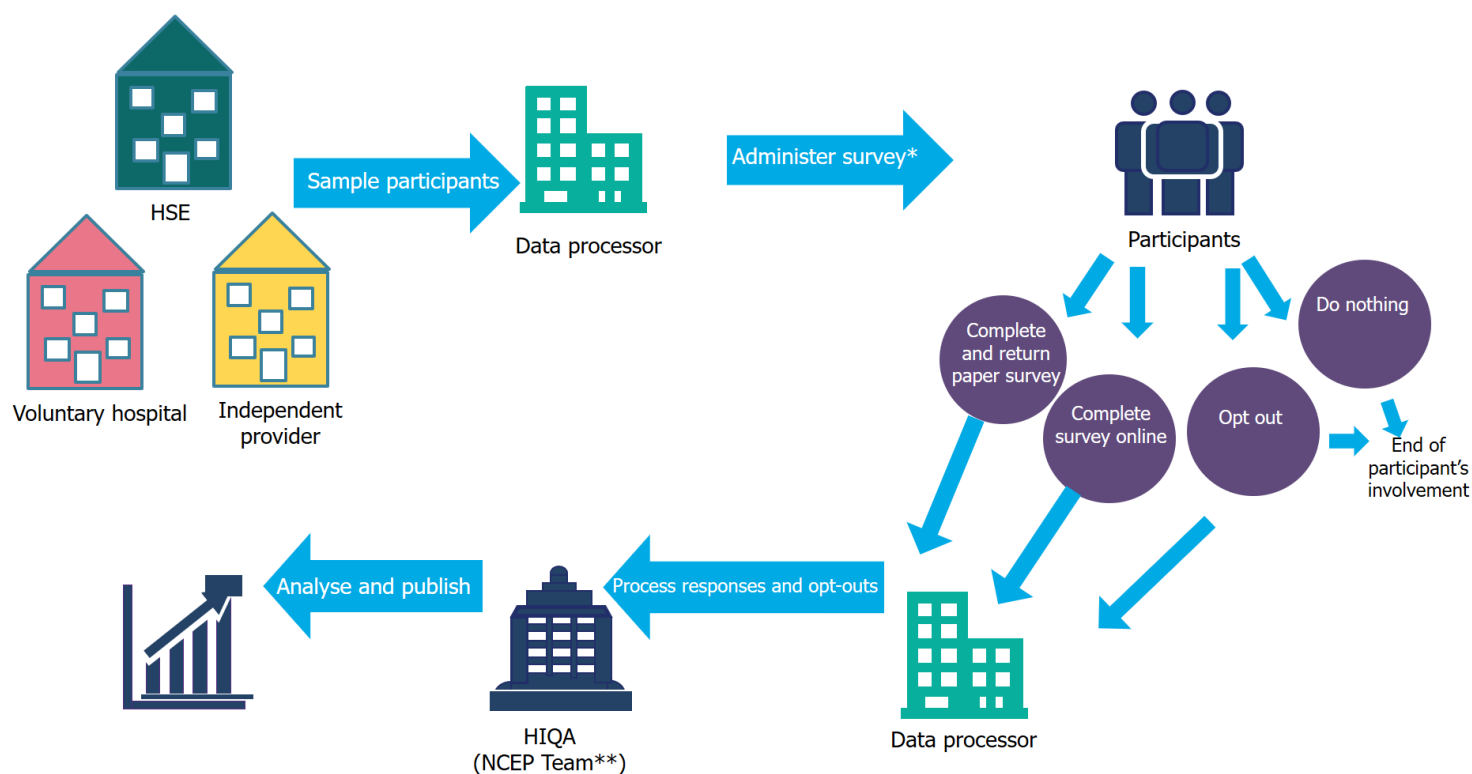 HSE
Voluntary hospital
Independent
provider
Sample participants
Data processor
Administer survey*
Participants
Complete
and return
paper survey
Complete
survey online
Opt out
Do nothing
End of
participant's
involvement
Data processor
Process responses and opt-outs
HIQA
(NCEP Team**)
Analyse and publish